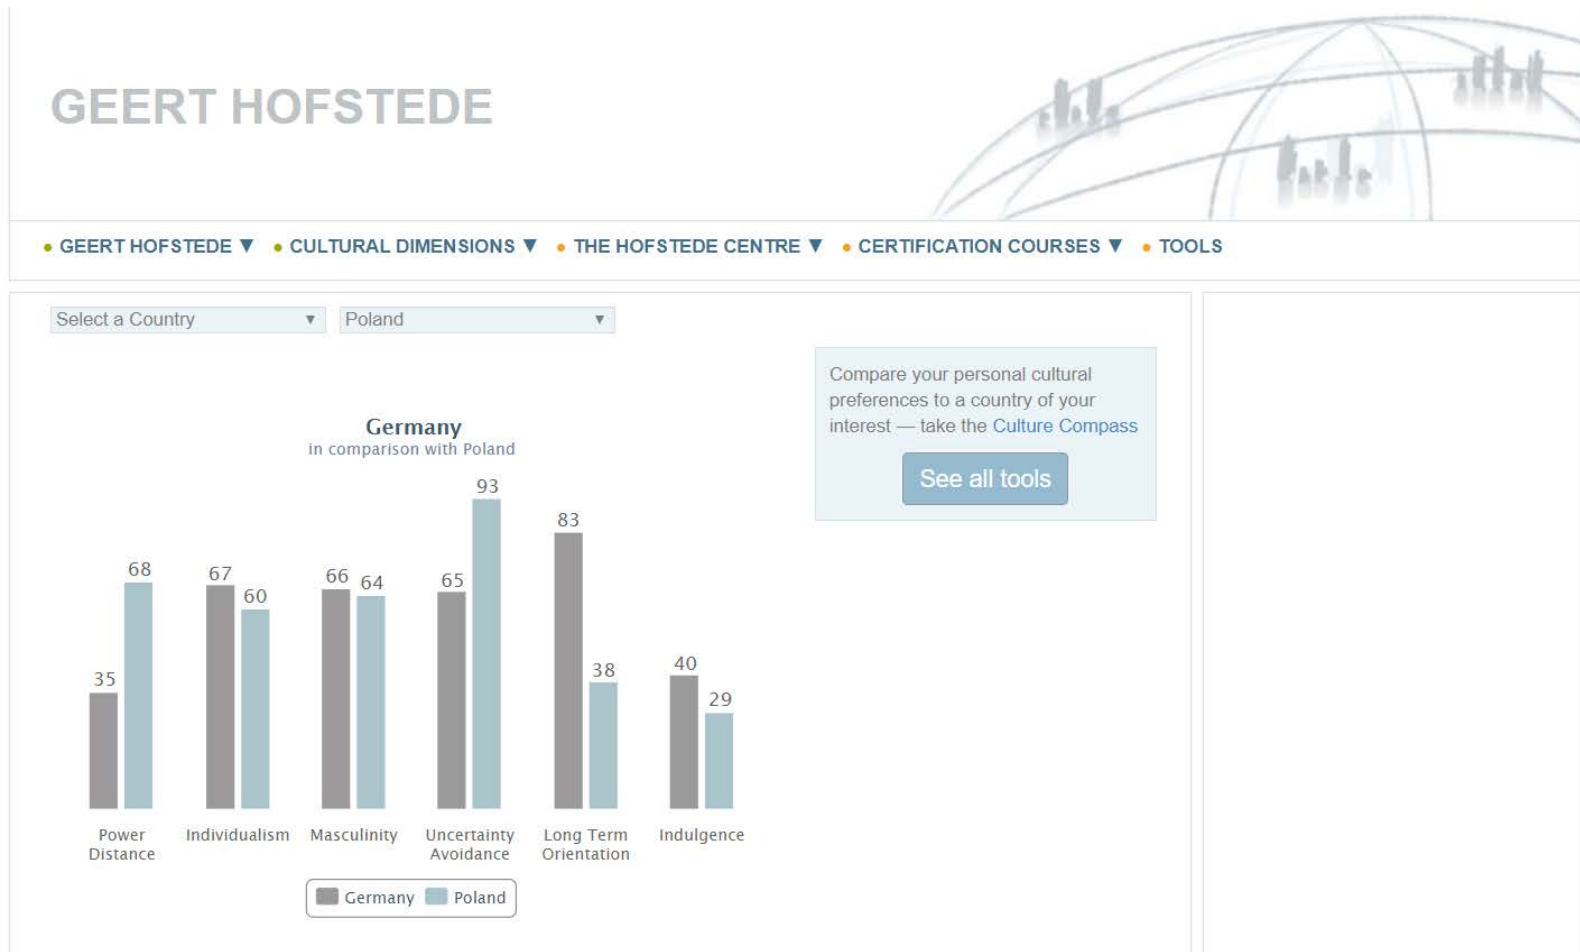 GEERT HOFSTEDE
• GEERT HOFSTEDE ▼ • CULTURAL DIMENSIONS ▼ • THE HOFSTEDE CENTRE ▼ • CERTIFICATION COURSES ▼ • TOOLS
Select a Country ▼ Poland ▼
Compare your personal cultural
preferences to a country of your
interest — take the Culture Compass
See all tools
Germany
in comparison with Poland
35 68 67 60 66 64 65 93 83 38 40 29
Power Distance
Individualism
Masculinity
Uncertainty Avoidance
Long Term Orientation
Indulgence
Germany Poland